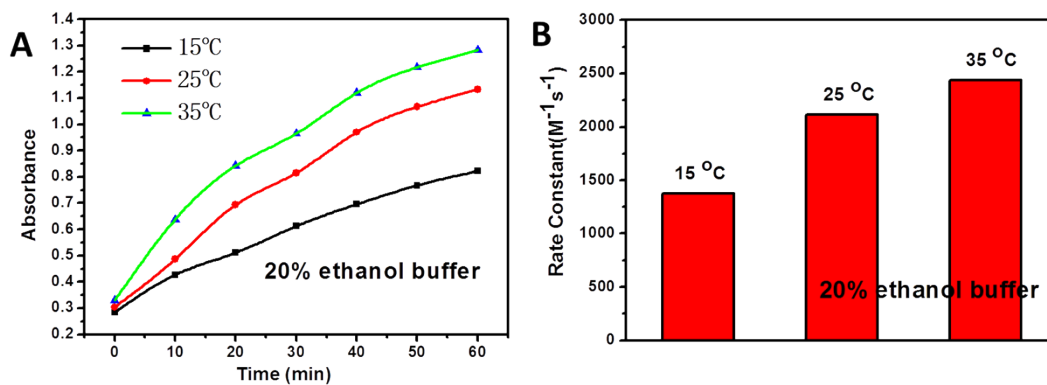 A
15℃
25℃
35℃
Absorbance
1.4
1.3
1.2
1.1
1.0
0.9
0.8
0.7
0.6
0.5
0.4
0.3
0.2
20% ethanol buffer
0 10 20 30 40 50 60
Time (min)
B
Rate Constant(M⁻¹s⁻¹)
3000
2500
2000
1500
1000
500
0
15 °C
25 °C
35 °C
20% ethanol buffer